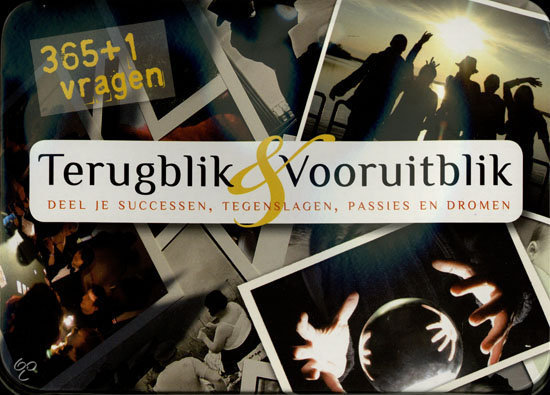 365+1
vragen
Terugblik & Vooruitblik
DEEL JE SUCCESSEN, TEGENSLAGEN, PASSIES EN DROMEN